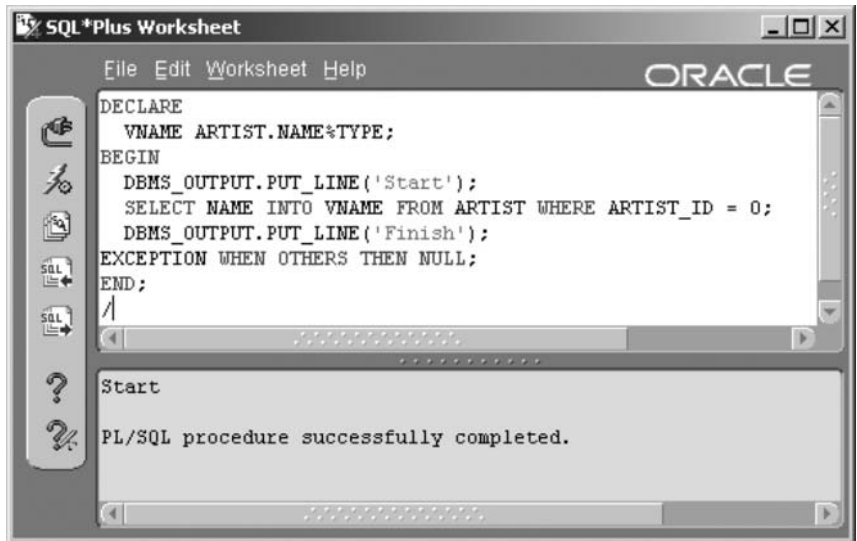 SQL*Plus Worksheet
File Edit Worksheet Help
ORACLE
DECLARE
VNAME ARTIST.NAME%TYPE;
BEGIN
DBMS_OUTPUT.PUT_LINE('Start');
SELECT NAME INTO VNAME FROM ARTIST WHERE ARTIST_ID = 0;
DBMS_OUTPUT.PUT_LINE('Finish');
EXCEPTION WHEN OTHERS THEN NULL;
END;
/
SQL
SQL
Start
PL/SQL procedure successfully completed.